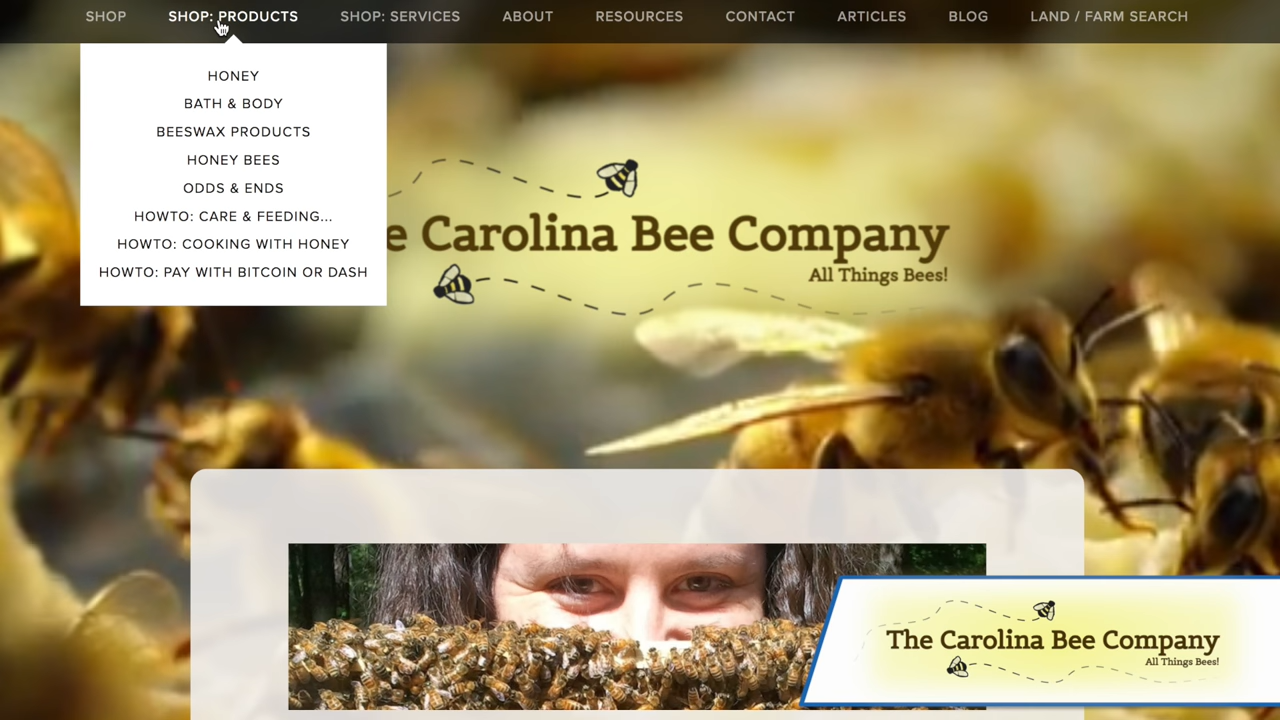 SHOP SHOP: PRODUCTS SHOP: SERVICES ABOUT RESOURCES CONTACT ARTICLES BLOG LAND / FARM SEARCH
HONEY
BATH & BODY
BEESWAX PRODUCTS
HONEY BEES
ODDS & ENDS
HOWTO: CARE & FEEDING...
HOWTO: COOKING WITH HONEY
HOWTO: PAY WITH BITCOIN OR DASH
e Carolina Bee Company
All Things Bees!
The Carolina Bee Company
All Things Bees!